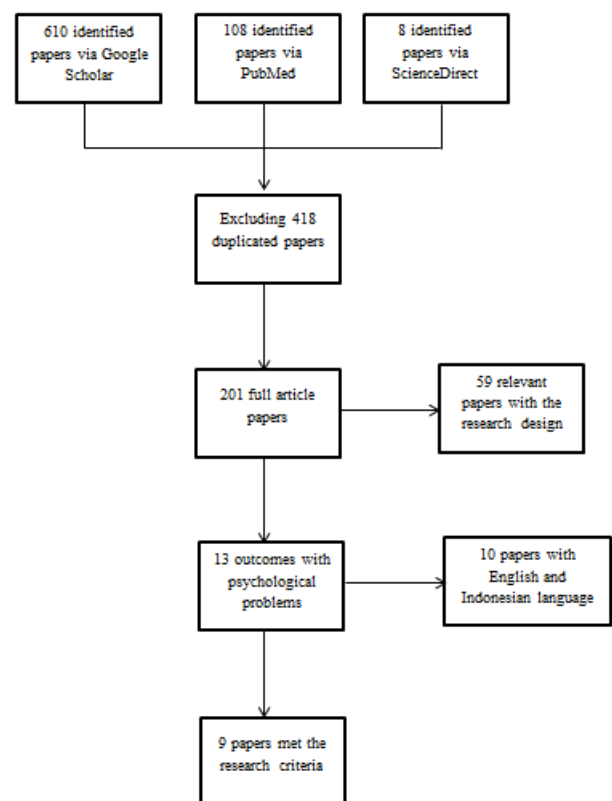 610 identified
papers via Google
Scholar
108 identified
papers via
PubMed
8 identified
papers via
ScienceDirect
Excluding 418
duplicated papers
201 full article
papers
59 relevant
papers with the
research design
13 outcomes with
psychological
problems
10 papers with
English and
Indonesian language
9 papers met the
research criteria